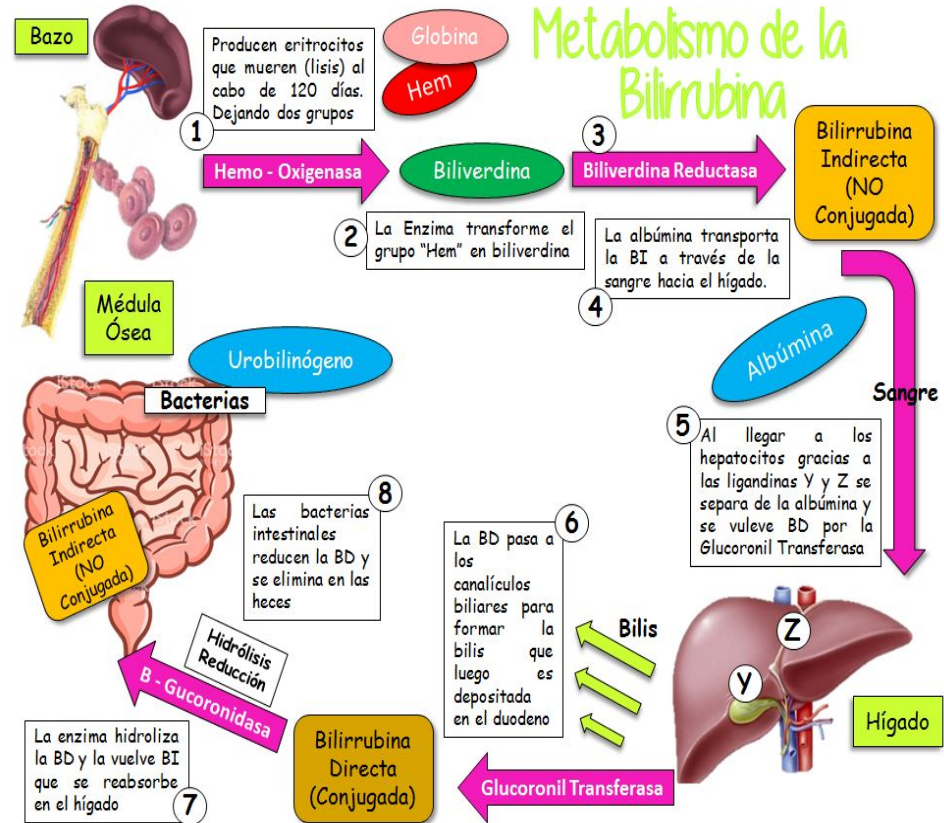 Metabolismo de la
Bilirrubina
Bazo
Producen eritrocitos
que mueren (lisis) al
cabo de 120 días.
Dejando dos grupos
1
Globina
Hem
Hemo - Oxigenasa
Biliverdina
3
Biliverdina Reductasa
Bilirrubina
Indirecta
(NO
Conjugada)
2
La Enzima transforme el
grupo “Hem” en biliverdina
La albúmina transporta
la BI a través de la
sangre hacia el hígado.
4
Médula
Ósea
Albúmina
Sangre
5
Al llegar a los
hepatocitos gracias a
las ligandinas Y y Z se
separa de la albúmina y
se vuleve BD por la
Glucoronil Transferasa
Z
Y
Hígado
Bilis
6
La BD pasa a
los
canalículos
biliares para
formar la
bilis que
luego es
depositada
en el duodeno
Glucoronil Transferasa
Bilirrubina
Directa
(Conjugada)
Hidrólisis
Reducción
B - Gucoronidasa
La enzima hidroliza
la BD y la vuelve BI
que se reabsorbe
en el hígado
7
8
Las bacterias
intestinales
reducen la BD y
se elimina en las
heces
Urobilinógeno
Bacterias
Bilirrubina
Indirecta
(NO
Conjugada)
iStock
iStock